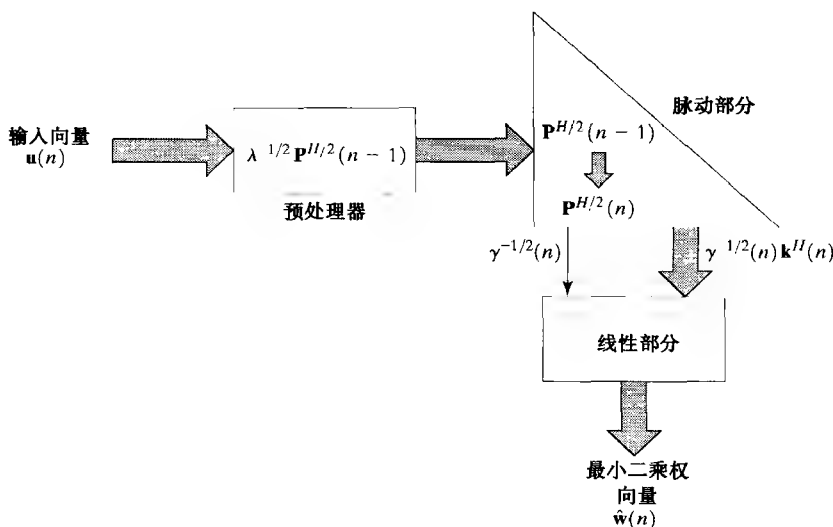 输入向量
u(n)
λ^{-1/2} P^{H/2}(n − 1)
预处理器
脉动部分
P^{H/2}(n − 1)
P^{H/2}(n)
γ^{-1/2}(n)
γ^{-1/2}(n) k^H(n)
线性部分
最小二乘权
向量
ŵ(n)